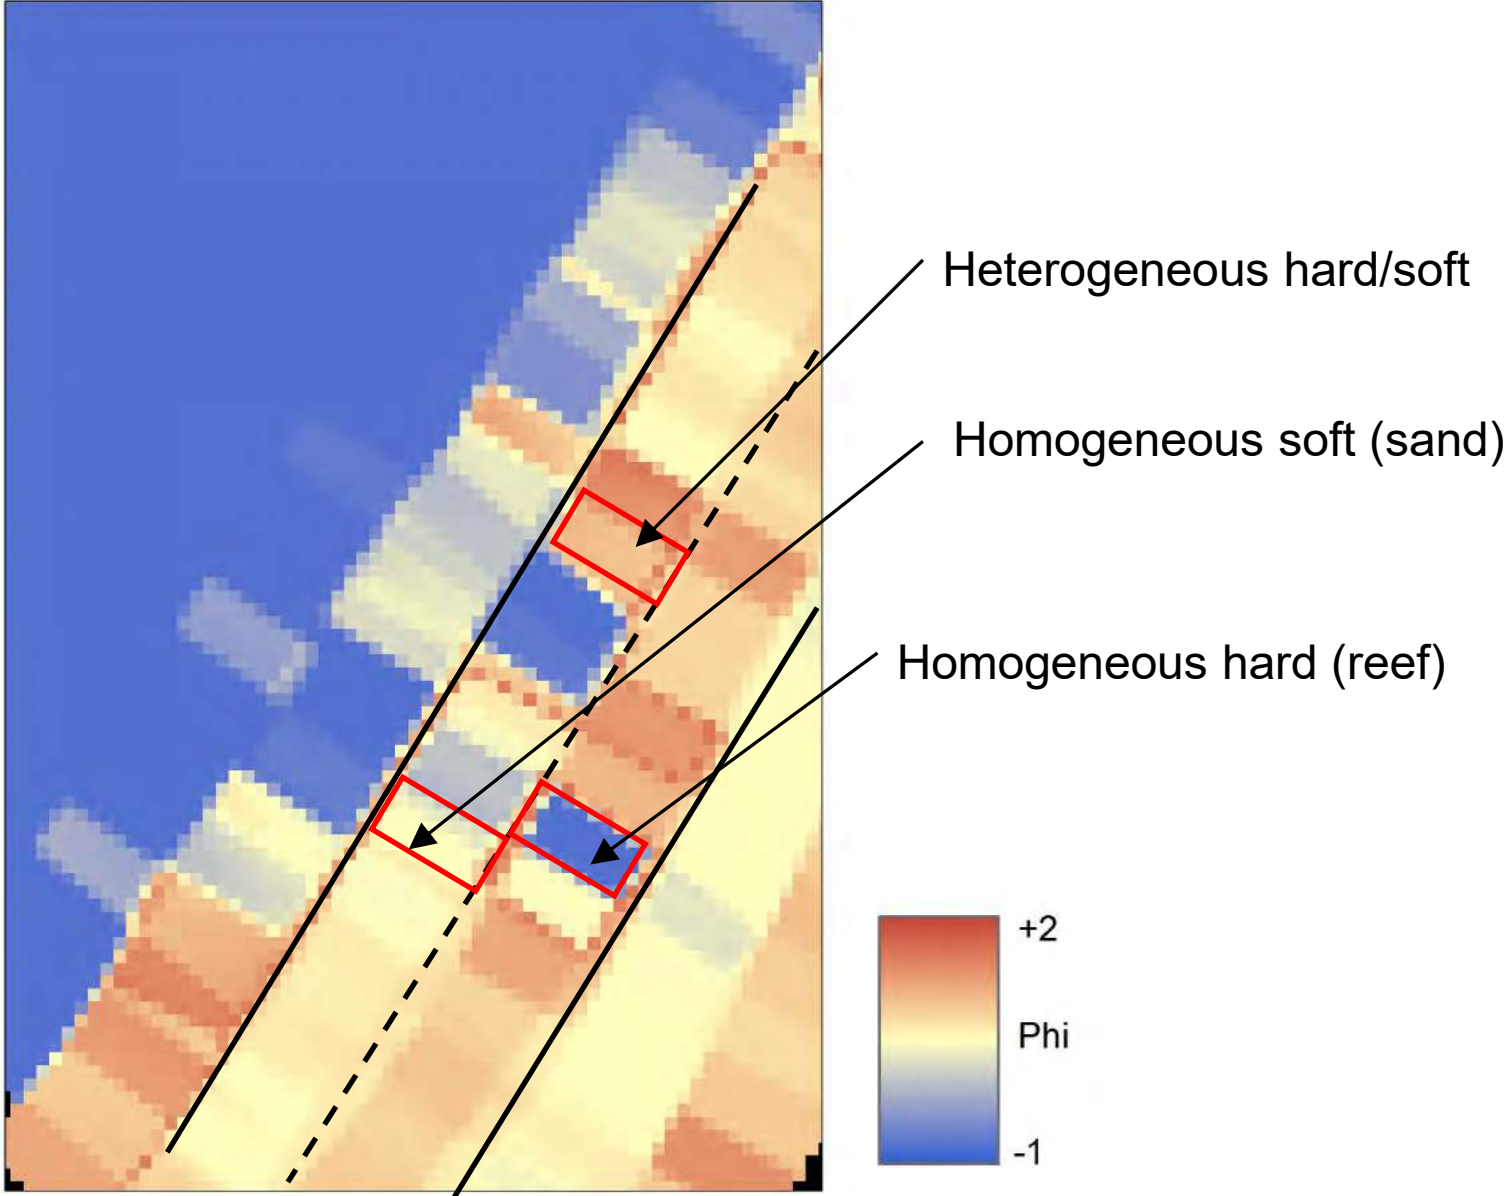 Heterogeneous hard/soft
Homogeneous soft (sand)
Homogeneous hard (reef)
+2
Phi
-1